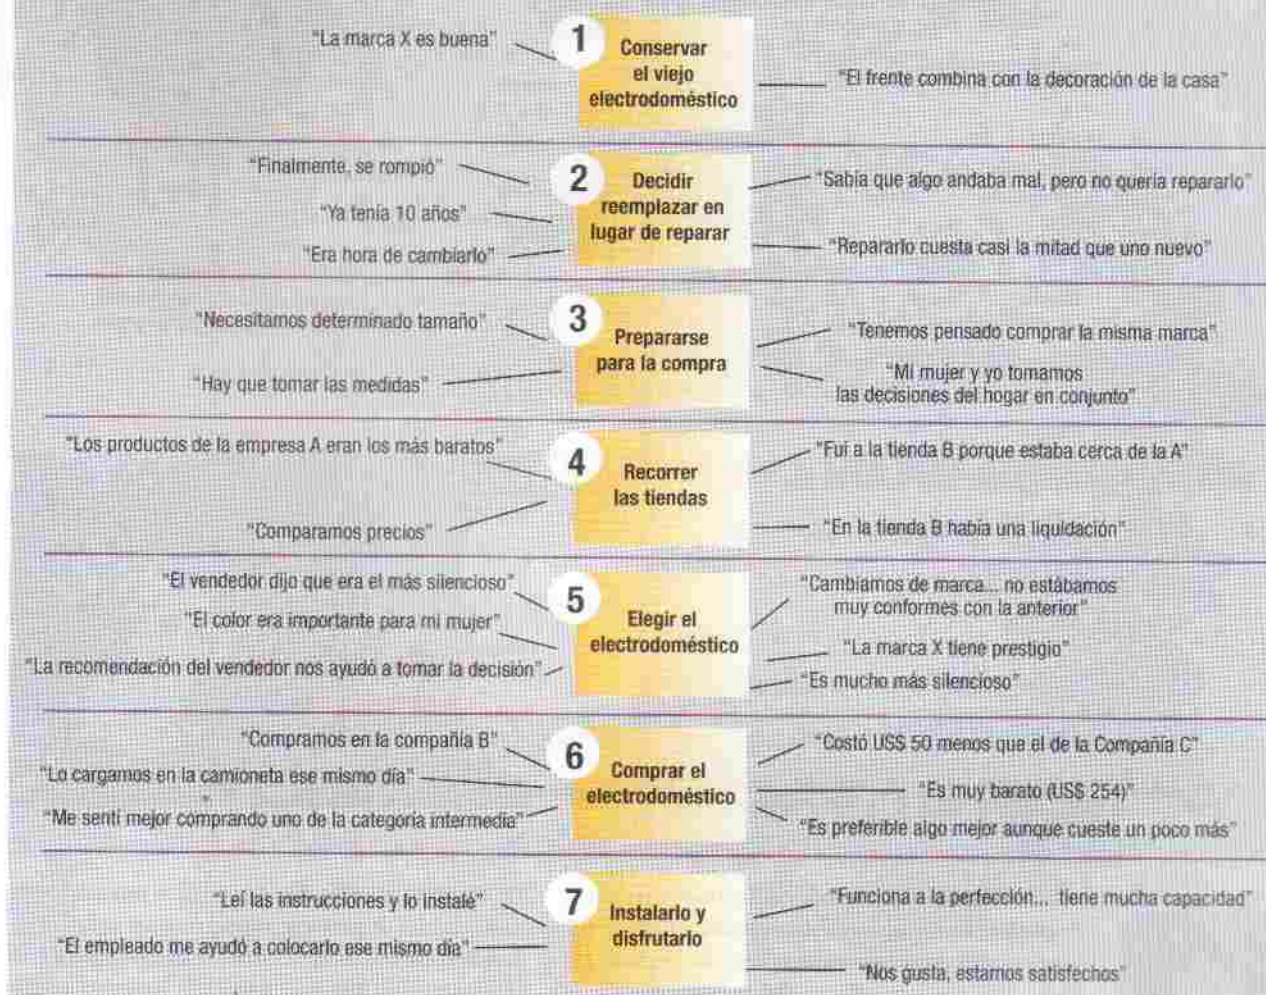 "La marca X es buena"
1
Conservar
el viejo
electrodoméstico
"El frente combina con la decoración de la casa"
"Finalmente, se rompió"
"Ya tenía 10 años"
"Era hora de cambiarlo"
2
Decidir
reemplazar en
lugar de reparar
"Sabía que algo andaba mal, pero no quería repararlo"
"Repararlo cuesta casi la mitad que uno nuevo"
"Necesitamos determinado tamaño"
"Hay que tomar las medidas"
3
Prepararse
para la compra
"Tenemos pensado comprar la misma marca"
"Mi mujer y yo tomamos
las decisiones del hogar en conjunto"
"Los productos de la empresa A eran los más baratos"
"Comparamos precios"
4
Recorrer
las tiendas
"Fui a la tienda B porque estaba cerca de la A"
"En la tienda B había una liquidación"
"El vendedor dijo que era el más silencioso"
"El color era importante para mi mujer"
"La recomendación del vendedor nos ayudó a tomar la decisión"
5
Elegir el
electrodoméstico
"Cambiamos de marca... no estábamos
muy conformes con la anterior"
"La marca X tiene prestigio"
"Es mucho más silencioso"
"Compramos en la compañía B"
"Lo cargamos en la camioneta ese mismo día"
"Me sentí mejor comprando uno de la categoría intermedia"
6
Comprar el
electrodoméstico
"Costó US$ 50 menos que el de la Compañía C"
"Es muy barato (US$ 254)"
"Es preferible algo mejor aunque cueste un poco más"
"Leí las instrucciones y lo instalé"
"El empleado me ayudó a colocarlo ese mismo día"
7
Instalarlo y
disfrutarlo
"Funciona a la perfección... tiene mucha capacidad"
"Nos gusta, estamos satisfechos"